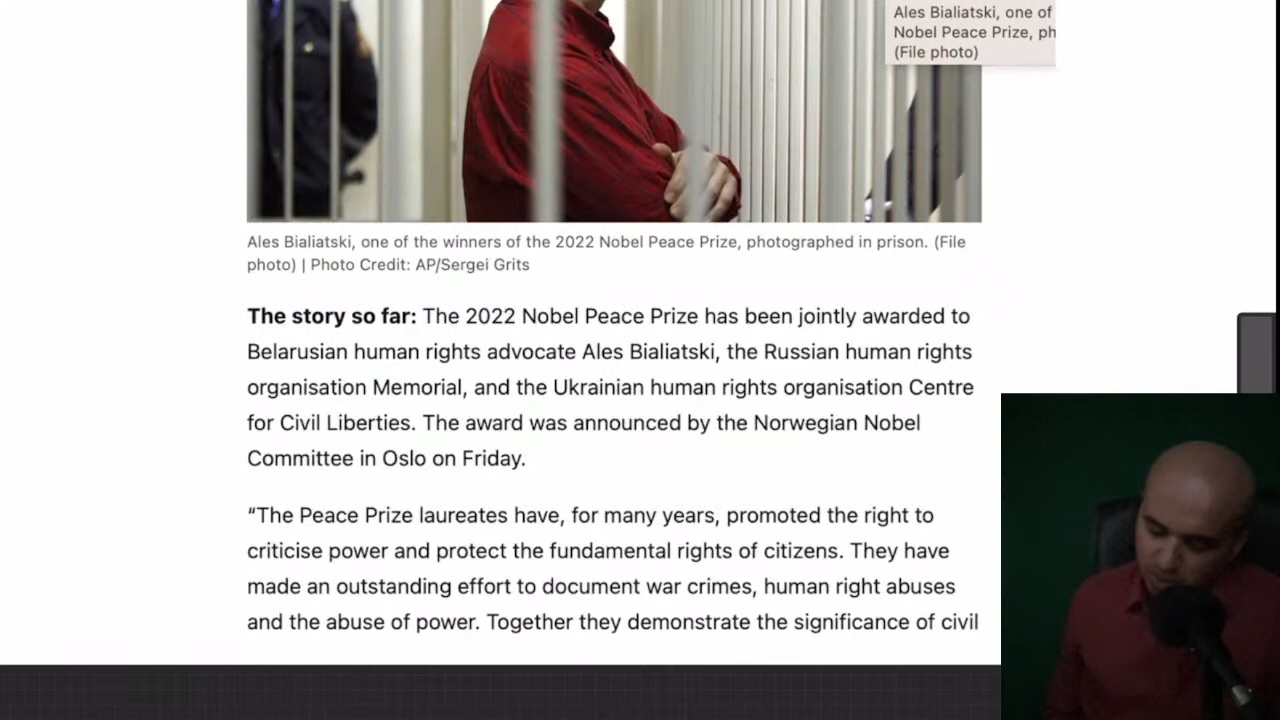 Ales Bialiatski, one of
Nobel Peace Prize, ph
(File photo)
Ales Bialiatski, one of the winners of the 2022 Nobel Peace Prize, photographed in prison. (File
photo) | Photo Credit: AP/Sergei Grits
The story so far: The 2022 Nobel Peace Prize has been jointly awarded to
Belarusian human rights advocate Ales Bialiatski, the Russian human rights
organisation Memorial, and the Ukrainian human rights organisation Centre
for Civil Liberties. The award was announced by the Norwegian Nobel
Committee in Oslo on Friday.
“The Peace Prize laureates have, for many years, promoted the right to
criticise power and protect the fundamental rights of citizens. They have
made an outstanding effort to document war crimes, human right abuses
and the abuse of power. Together they demonstrate the significance of civil